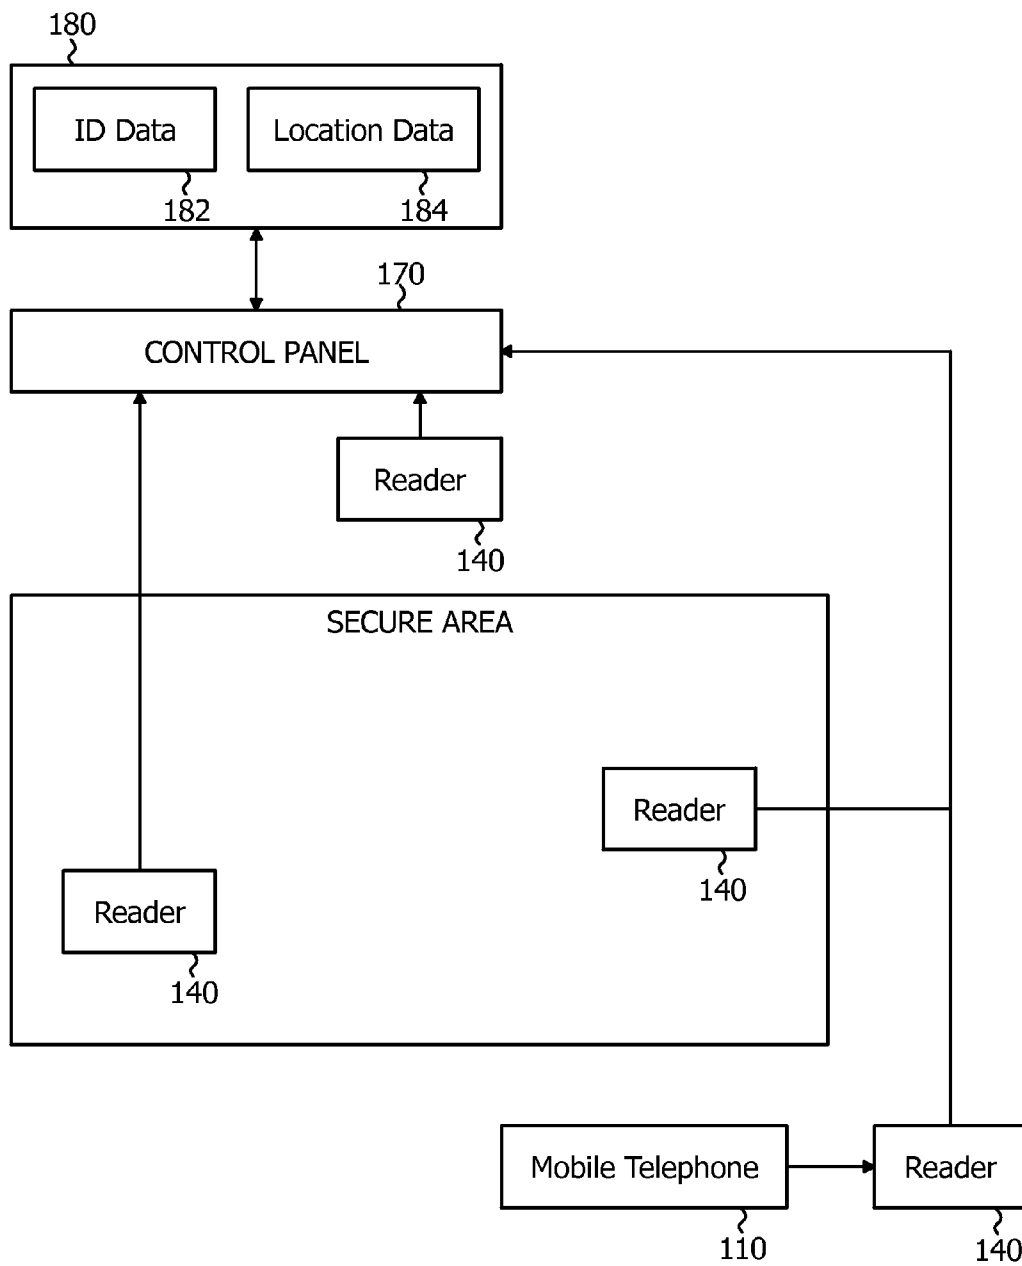 180
ID Data
Location Data
182
184
170
CONTROL PANEL
Reader
140
SECURE AREA
Reader
140
Reader
140
Mobile Telephone
Reader
110
140